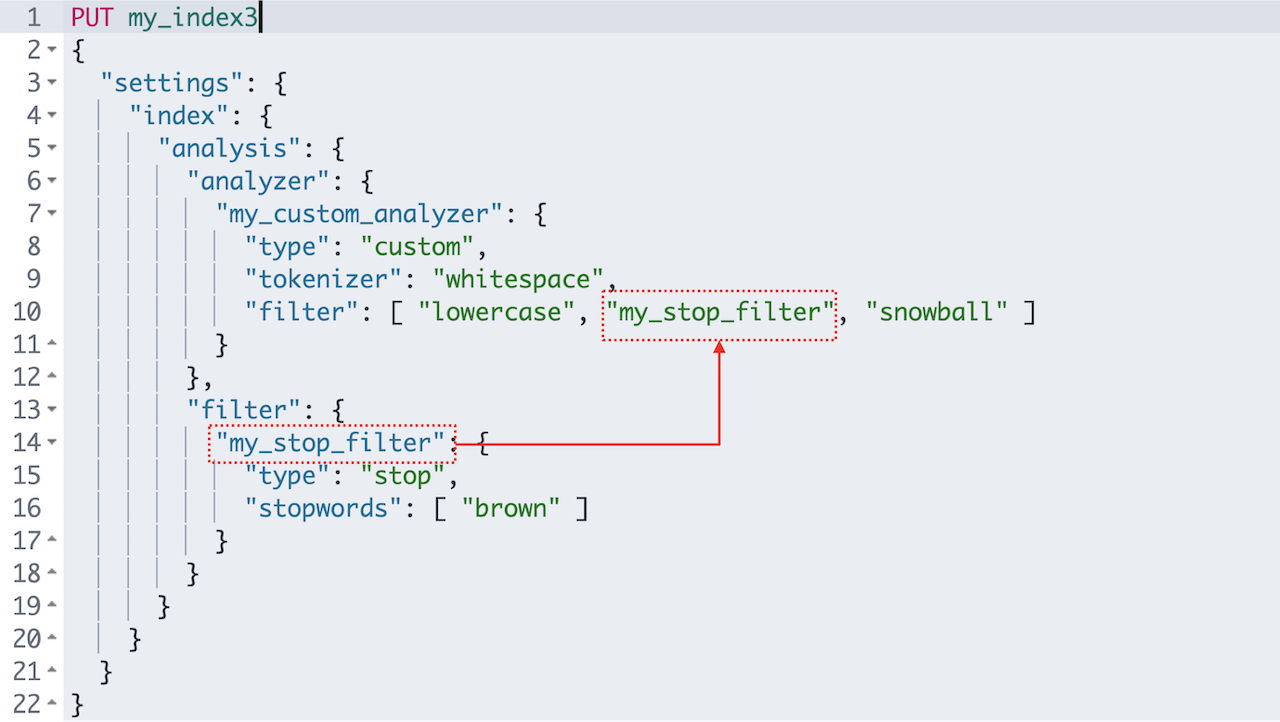 1 PUT my_index3
2 {
3 "settings": {
4 "index": {
5 "analysis": {
6 "analyzer": {
7 "my_custom_analyzer": {
8 "type": "custom",
9 "tokenizer": "whitespace",
10 "filter": [ "lowercase", "my_stop_filter", "snowball" ]
11 }
12 },
13 "filter": {
14 "my_stop_filter": {
15 "type": "stop",
16 "stopwords": [ "brown" ]
17 }
18 }
19 }
20 }
21 }
22 }